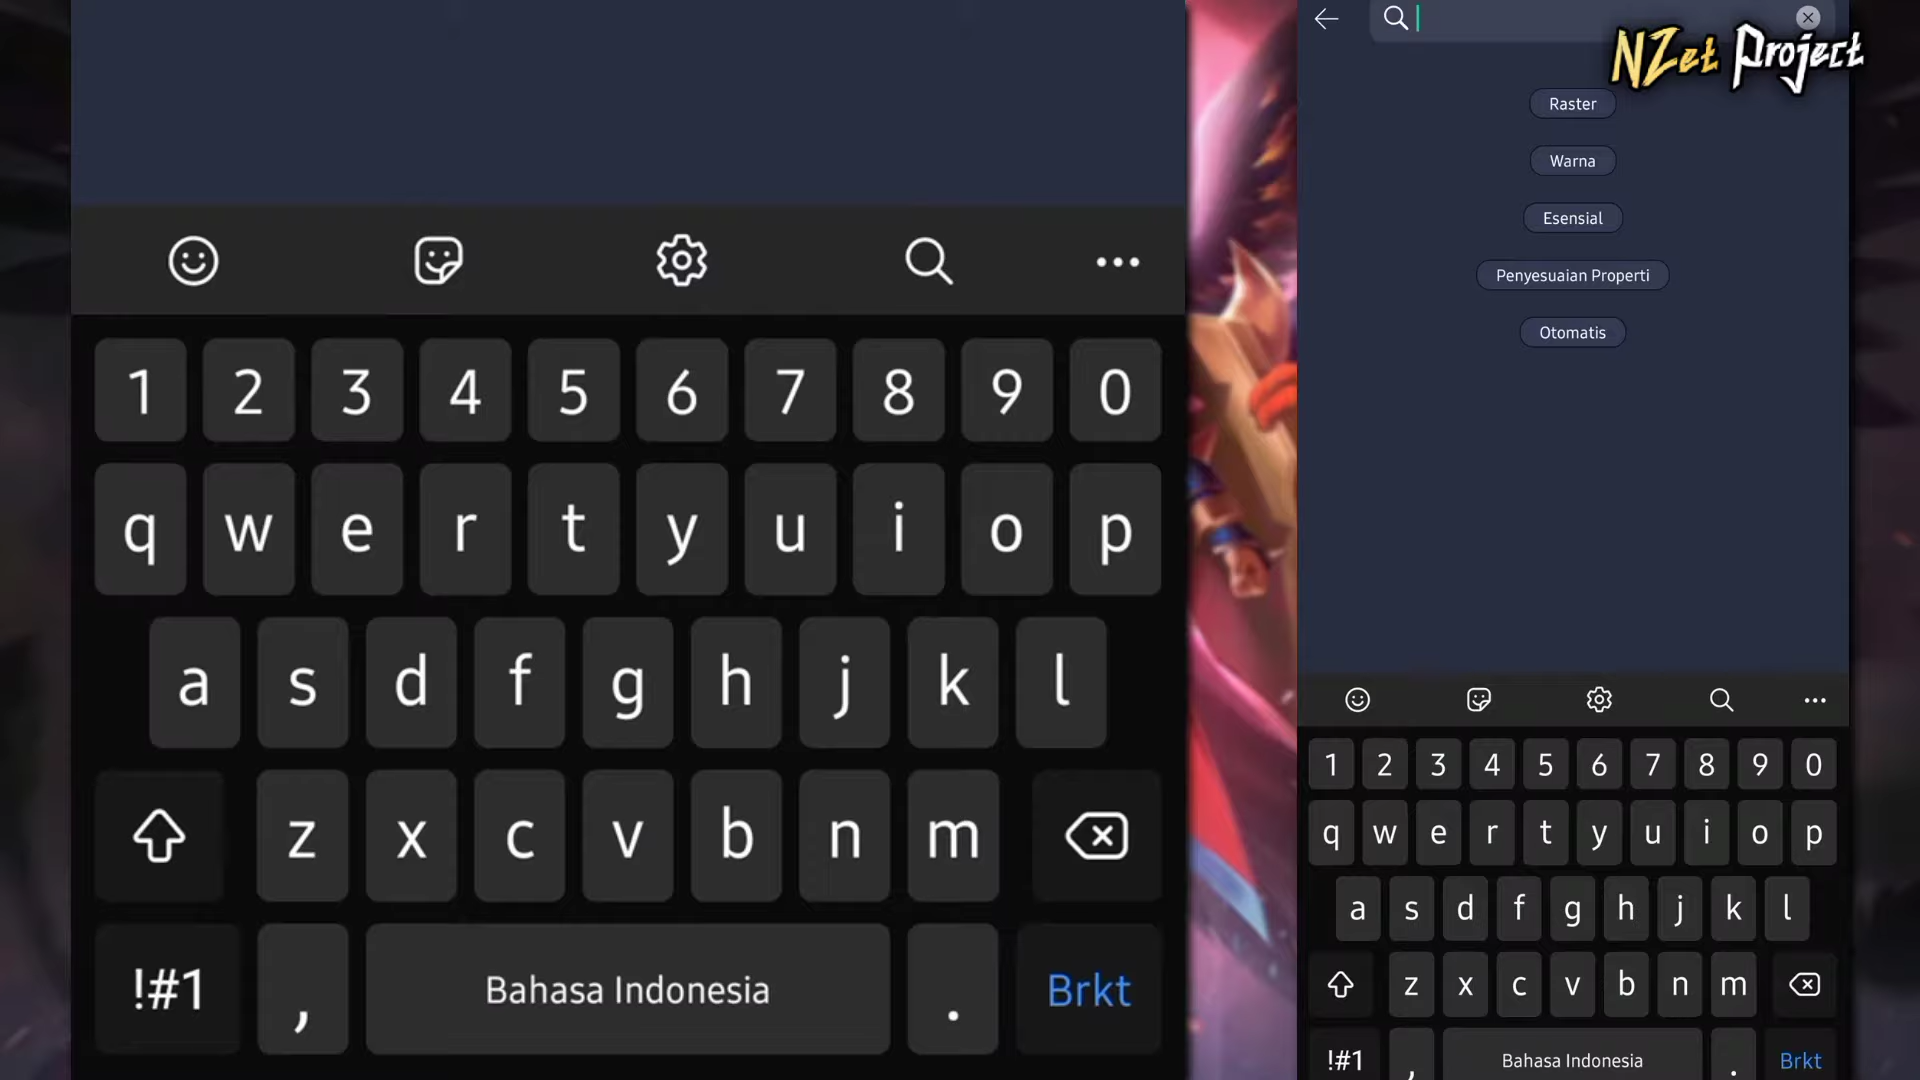 1 2 3 4 5 6 7 8 9 0
q w e r t y u i o p
a s d f g h j k l
z x c v b n m
!#1 , Bahasa Indonesia . Brkt
NZet Project
Raster
Warna
Esensial
Penyesuaian Properti
Otomatis
1 2 3 4 5 6 7 8 9 0
q w e r t y u i o p
a s d f g h j k l
z x c v b n m
!#1 , Bahasa Indonesia . Brkt